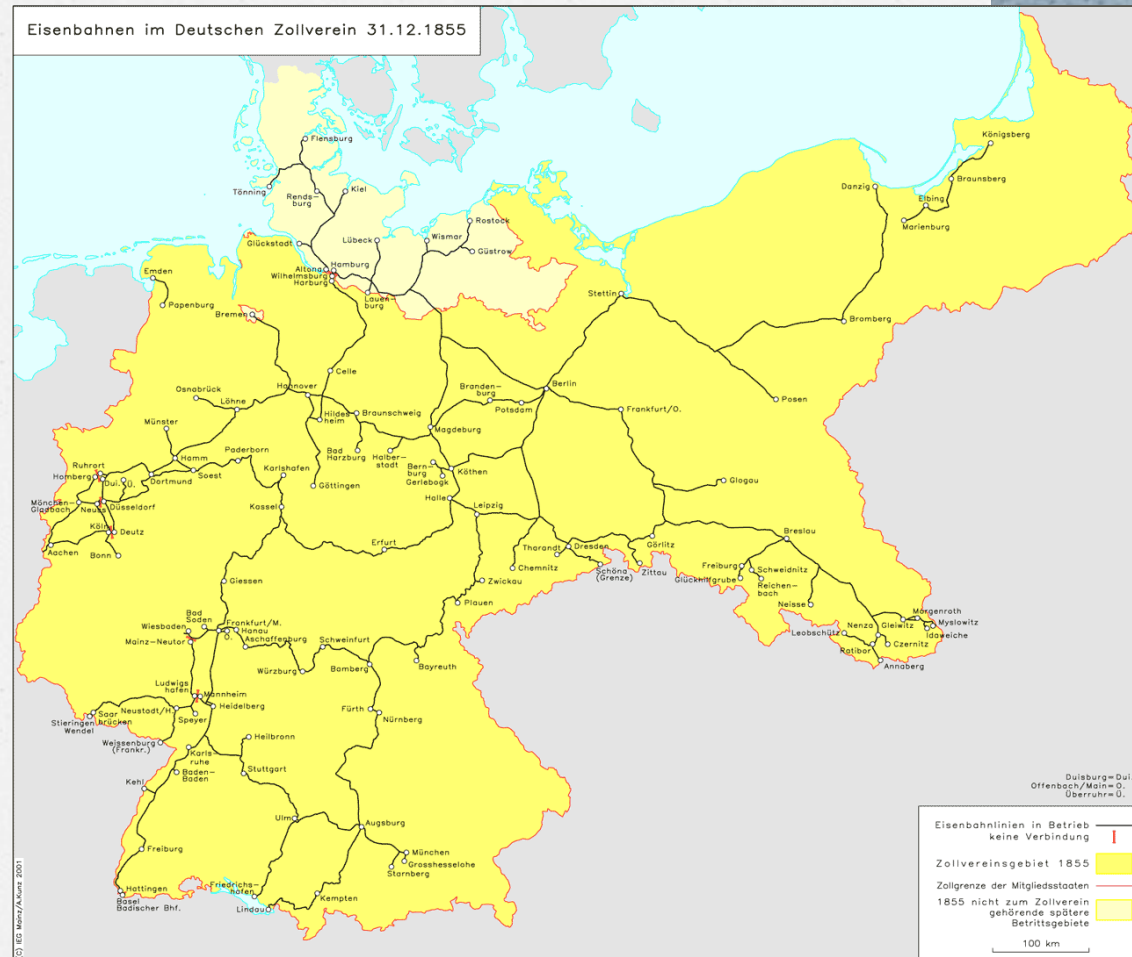 Eisenbahnen im Deutschen Zollverein 31.12.1855
Flensburg
Tönning
Rends-
burg
Kiel
Rostock
Wismar
Güstrow
Lübeck
Glückstadt
Hamburg
Altona
Wilhelmsburg
Harburg
Lauen-
burg
Emden
Papenburg
Bremen
Königsberg
Braunsberg
Danzig
Elbing
Marienburg
Stettin
Bromberg
Posen
Celle
Hannover
Osnabrück
Löhne
Münster
Hildes
heim
Braunschweig
Branden-
burg
Potsdam
Berlin
Frankfurt/O.
Magdeburg
Bad
Harzburg
Halber-
stadt
Göttingen
Paderborn
Hamm
Ruhrort
Homberg
Dui.
Ü.
Dortmund
Soest
Karlshafen
Bern-
burg
Gerlebogk
Köthen
Glogau
Mönchen-
Gladbach
Neuss
Düsseldorf
Kassel
Halle
Leipzig
Köln
Deutz
Aachen
Bonn
Erfurt
Tharandt
Dresden
Görlitz
Breslau
Chemnitz
Schöna
(Grenze)
Zittau
Freiburg
Glückhilfgrube
Schweidnitz
Reichen-
bach
Neisse
Zwickau
Plauen
Giessen
Morgenroth
Nenza
Gleiwitz
Myslowitz
Idaweiche
Leobschütz
Czernitz
Ratibor
Annaberg
Bad
Soden
Wiesbaden
Frankfurt/M.
Hanau
O.
Mainz-Neutor
Aschaffenburg
Schweinfurt
Würzburg
Bamberg
Bayreuth
Ludwigs
hafen
Mannheim
Heidelberg
Neustadt/H.
Speyer
Saar
brücken
Stieringen
Wendel
Weissenburg
(Frankr.)
Fürth
Nürnberg
Heilbronn
Karls-
ruhe
Baden-
Baden
Stuttgart
Kehl
Ulm
Augsburg
München
Grosshesselohe
Starnberg
Freiburg
Hattingen
Basel
Badischer Bhf.
Friedrichs-
hafen
Lindau
Kempten
Duisburg=Dui.
Offenbach/Main=O.
Überruhr=Ü.
Eisenbahnlinien in Betrieb
keine Verbindung
Zollvereinsgebiet 1855
Zollgrenze der Mitgliedsstaaten
1855 nicht zum Zollverein
gehörende spätere
Betrittsgebiete
100 km
(C) IEG Mainz/A.Kunz 2001